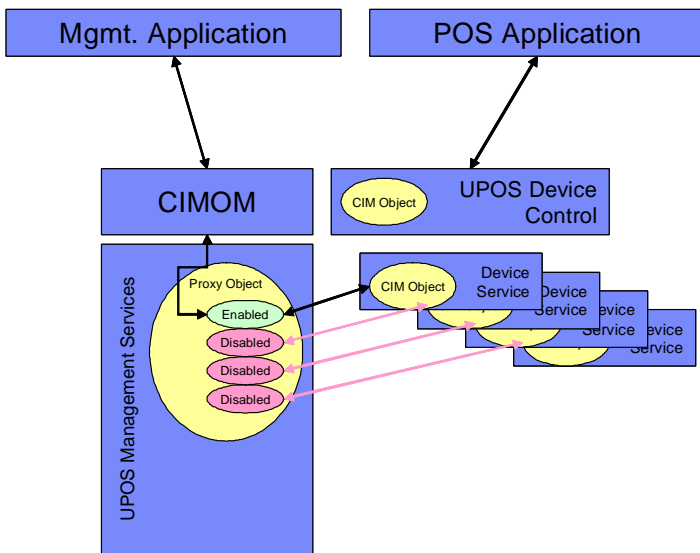 Mgmt. Application
POS Application
CIMOM
CIM Object
UPOS Device
Control
UPOS Management Services
Proxy Object
Enabled
Disabled
Disabled
Disabled
CIM Object
Device
Service
Device
Service
Device
Service
Device
Service